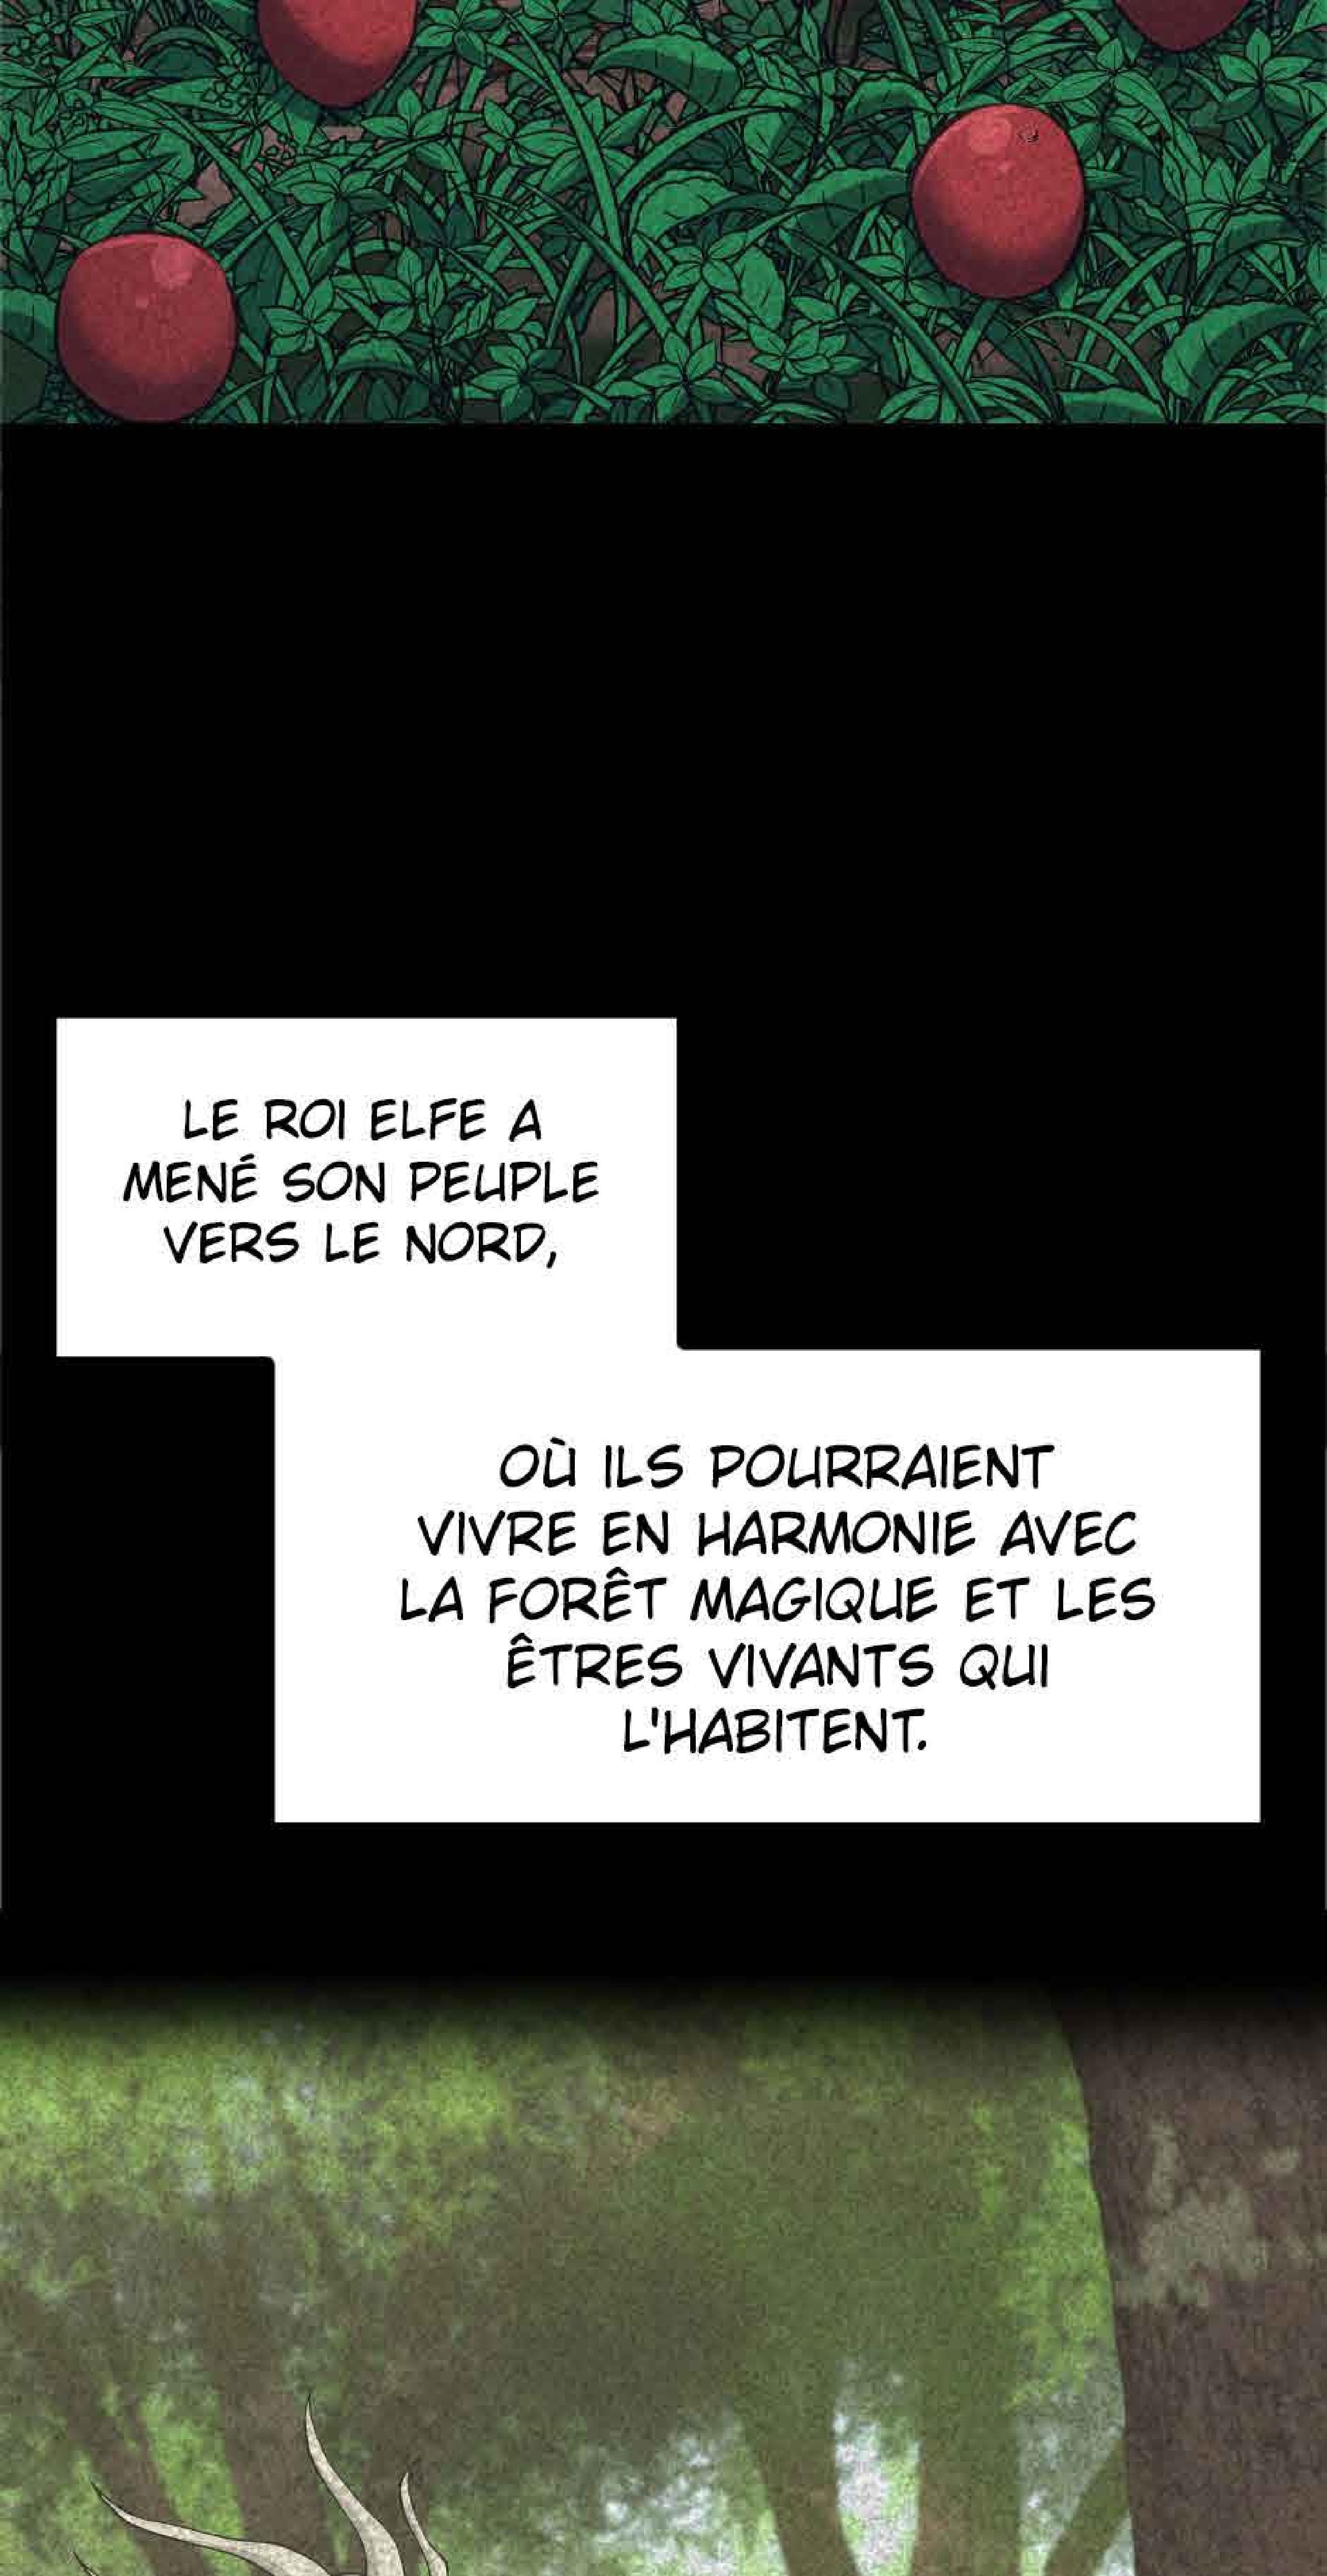 LE ROI ELFE A
MENÉ SON PEUPLE
VERS LE NORD,
OÙ ILS POURRAIENT
VIVRE EN HARMONIE AVEC
LA FORÊT MAGIQUE ET LES
ÊTRES VIVANTS QUI
L'HABITENT.